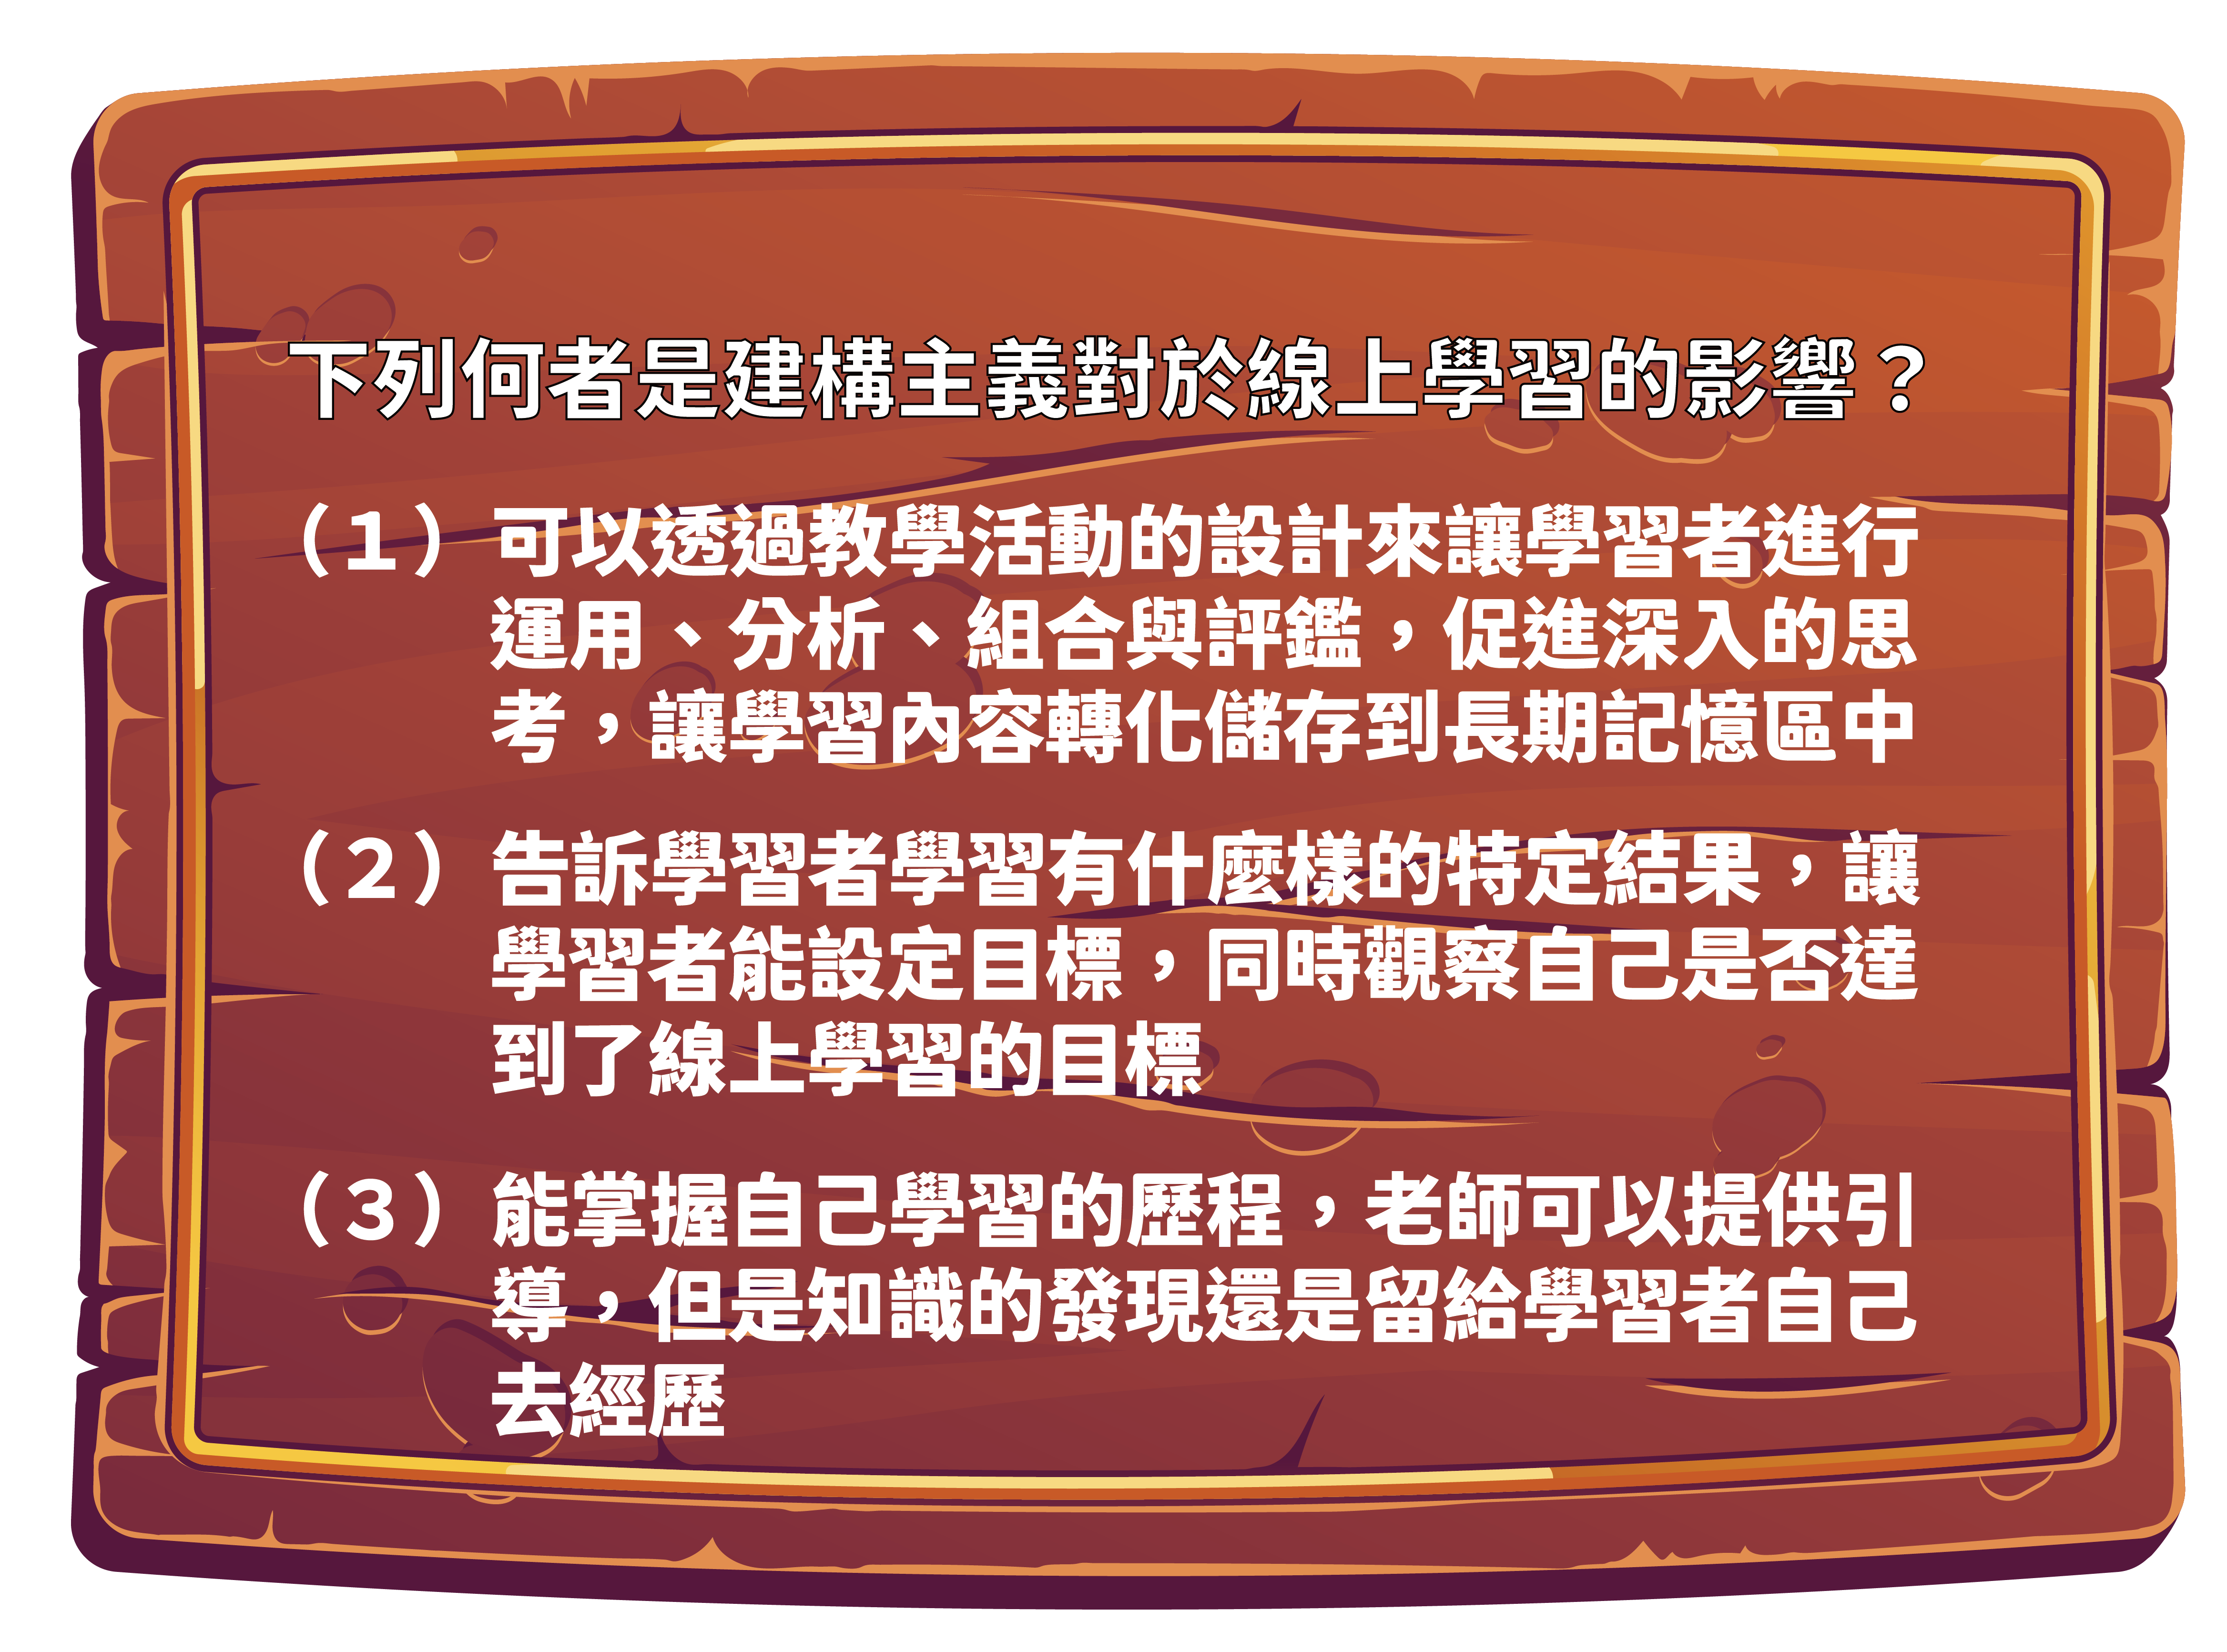 下列何者是建構主義對於線上學習的影響？
（1）可以透過教學活動的設計來讓學習者進行
運用、分析、組合與評鑑，促進深入的思
考，讓學習內容轉化儲存到長期記憶區中
（2）告訴學習者學習有什麼樣的特定結果，讓
學習者能設定目標，同時觀察自己是否達
到了線上學習的目標
（3）能掌握自己學習的歷程，老師可以提供引
導，但是知識的發現還是留給學習者自己
去經歷